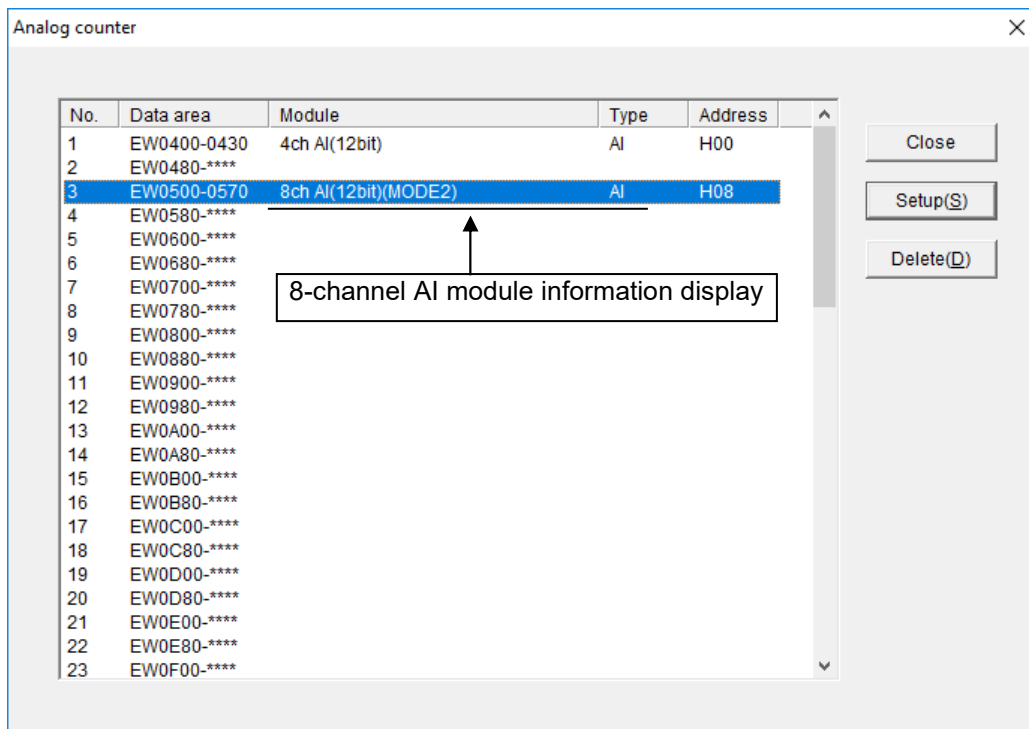 Analog counter
No. Data area Module Type Address
1 EW0400-0430 4ch AI(12bit) AI H00
2 EW0480-****
3 EW0500-0570 8ch AI(12bit)(MODE2) AI H08
4 EW0580-****
5 EW0600-****
6 EW0680-****
7 EW0700-****
8 EW0780-****
9 EW0800-****
10 EW0880-****
11 EW0900-****
12 EW0980-****
13 EW0A00-****
14 EW0A80-****
15 EW0B00-****
16 EW0B80-****
17 EW0C00-****
18 EW0C80-****
19 EW0D00-****
20 EW0D80-****
21 EW0E00-****
22 EW0E80-****
23 EW0F00-****
8-channel AI module information display
Close
Setup(S)
Delete(D)